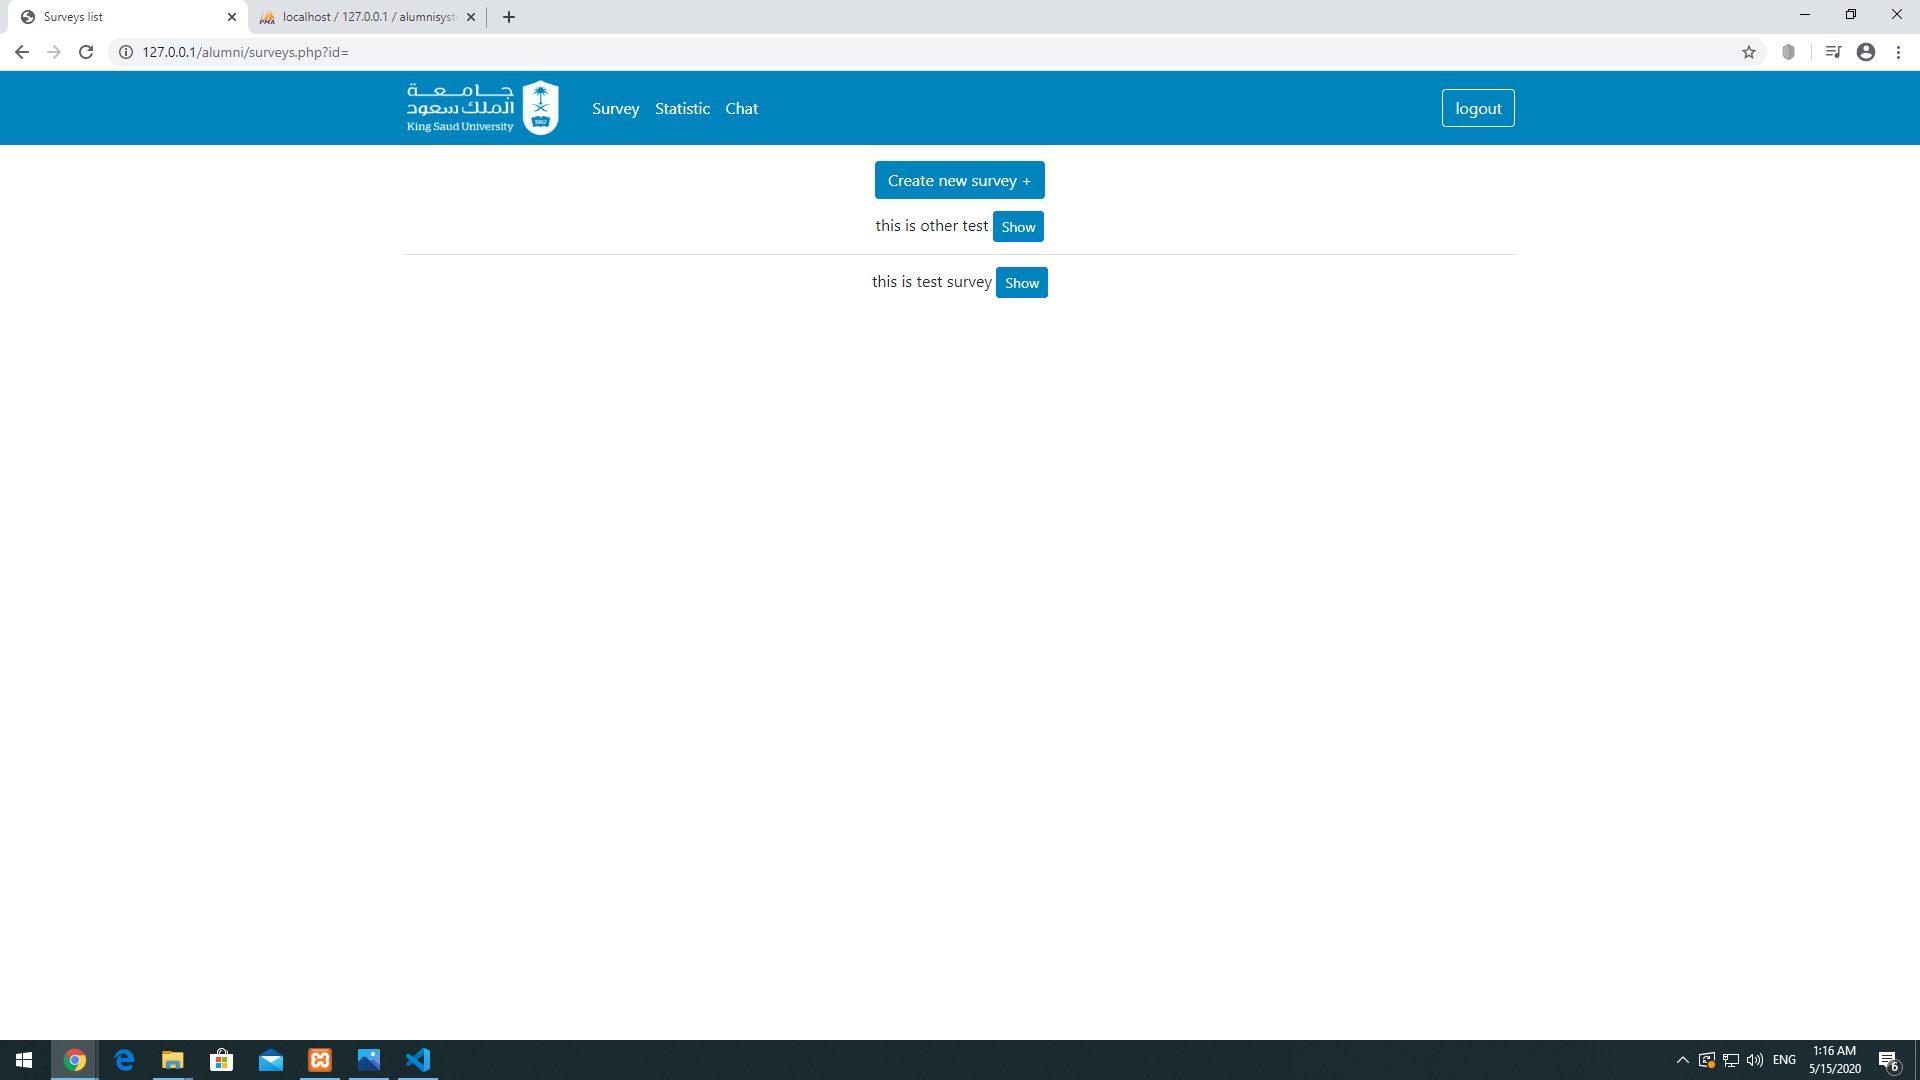 Surveys list
PMA localhost / 127.0.0.1 / alumnisyst
127.0.0.1/alumni/surveys.php?id=
جامعة
الملك سعود
King Saud University
1957
Survey Statistic Chat
logout
Create new survey +
this is other test Show
this is test survey Show
ENG
1:16 AM
5/15/2020
6